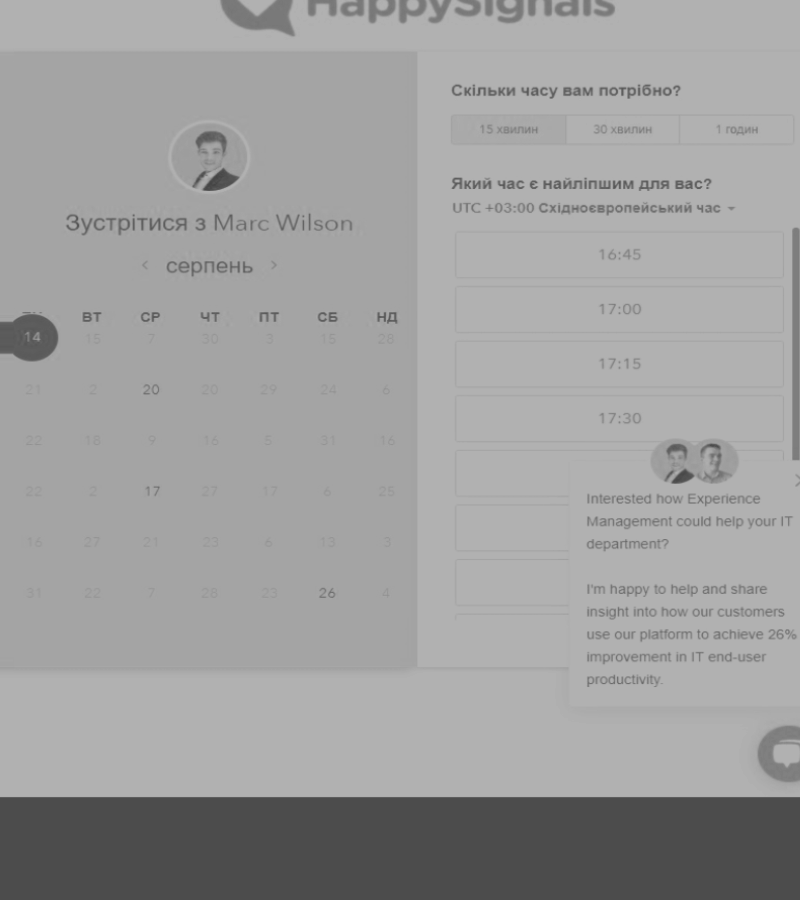 HappySignals
Зустрітися з Marc Wilson
серпень
ВТ СР ЧТ ПТ СБ НД
14 15 7 30 3 15 28
21 2 20 20 29 24 6
22 18 9 16 5 31 16
22 2 17 27 17 6 25
16 27 21 23 6 13 3
31 22 7 28 23 26 4
Скільки часу вам потрібно?
15 хвилин 30 хвилин 1 годин
Який час є найліпшим для вас?
UTC +03:00 Східноєвропейський час
16:45
17:00
17:15
17:30
Interested how Experience
Management could help your IT
department?
I'm happy to help and share
insight into how our customers
use our platform to achieve 26%
improvement in IT end-user
productivity.